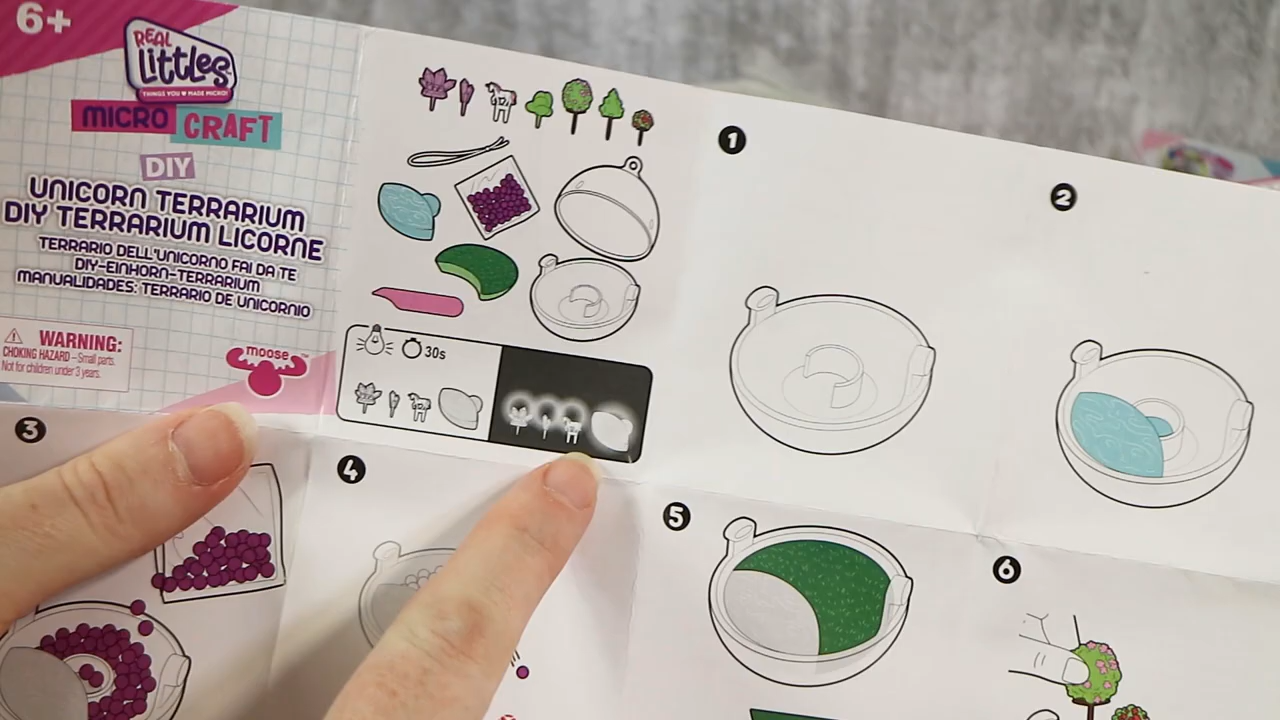 6+
REAL
Littles
THINGS YOU ♥ MADE MICRO!
MICRO CRAFT
DIY
UNICORN TERRARIUM
DIY TERRARIUM LICORNE
TERRARIO DELL'UNICORNO FAI DA TE
DIY-EINHORN-TERRARIUM
MANUALIDADES: TERRARIO DE UNICORNIO
WARNING:
CHOKING HAZARD – Small parts.
Not for children under 3 years.
moose™
30s
1
2
3
4
5
6